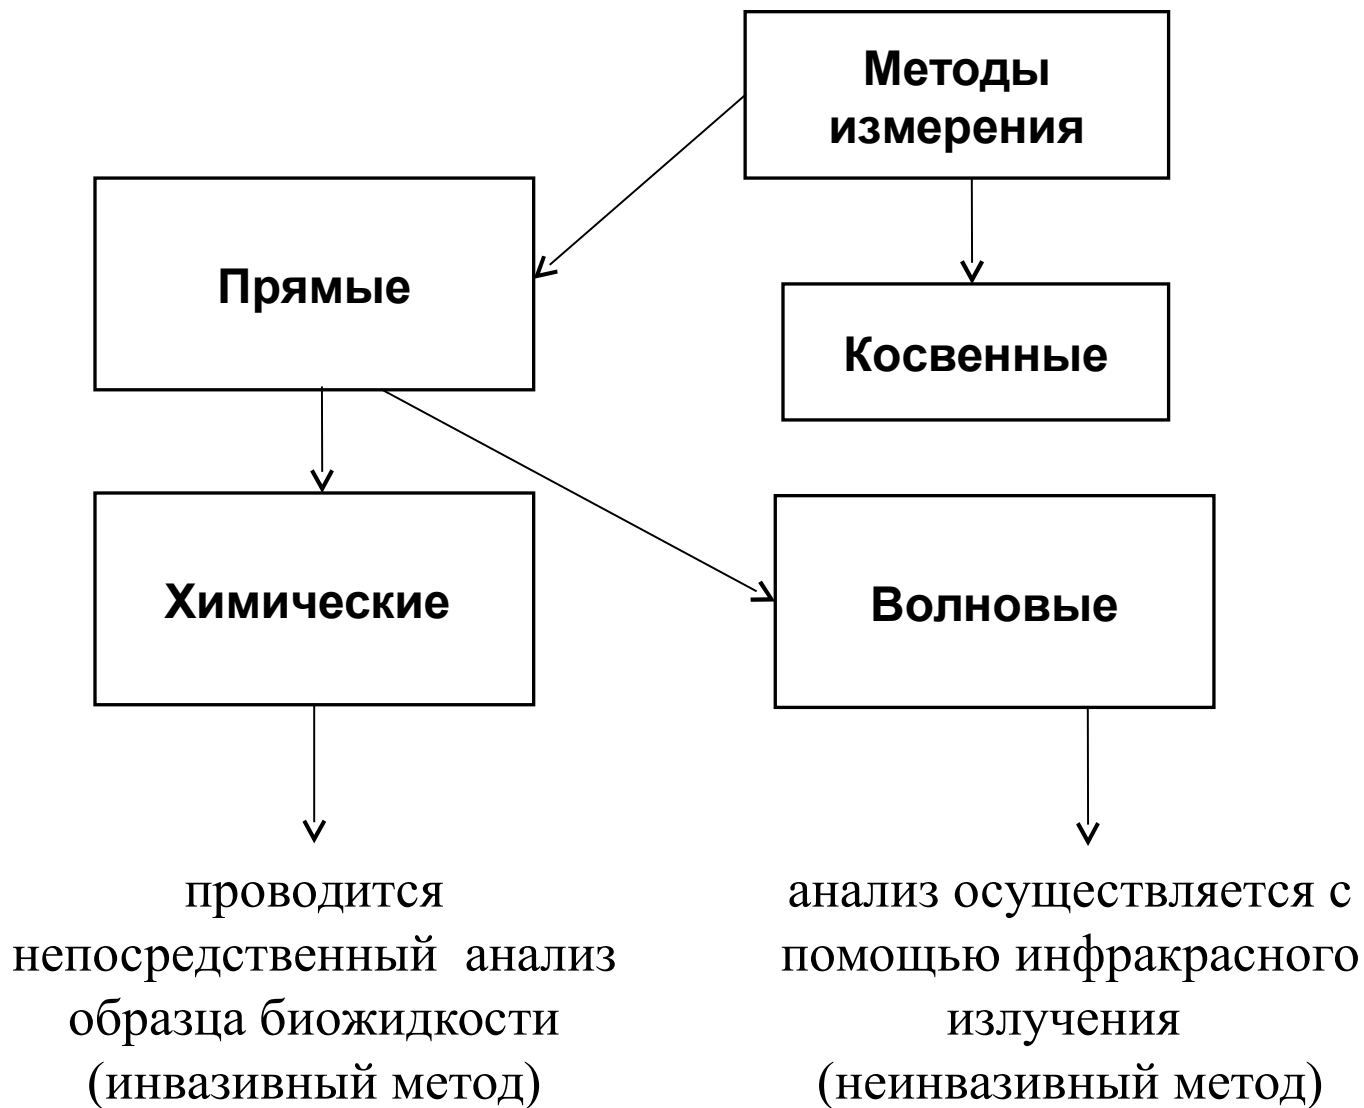 Методы
измерения
Прямые
Косвенные
Химические
Волновые
проводится
непосредственный анализ
образца биожидкости
(инвазивный метод)
анализ осуществляется с
помощью инфракрасного
излучения
(неинвазивный метод)